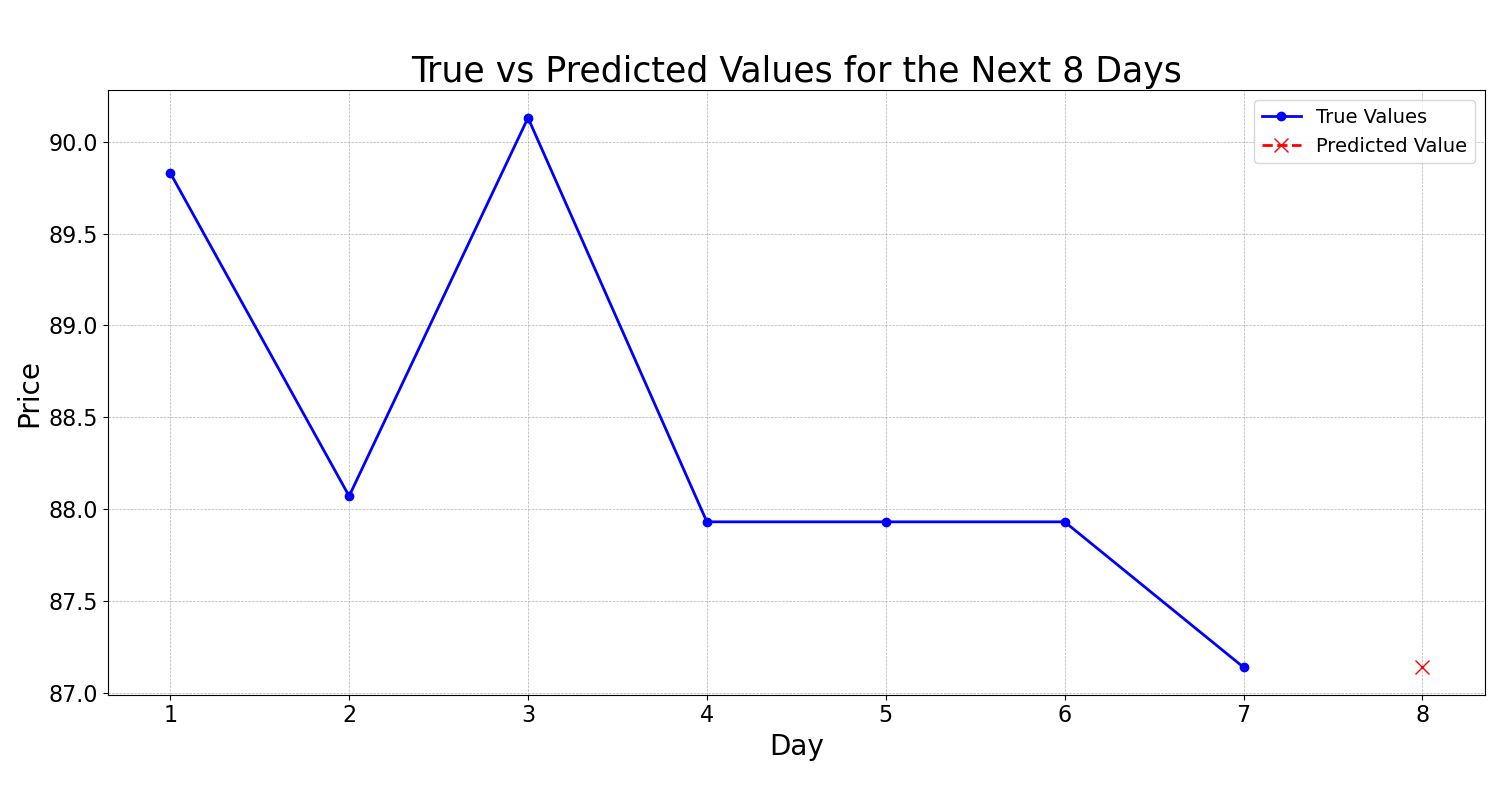 True vs Predicted Values for the Next 8 Days
True Values
Predicted Value
Price
90.0
89.5
89.0
88.5
88.0
87.5
87.0
1 2 3 4 5 6 7 8
Day